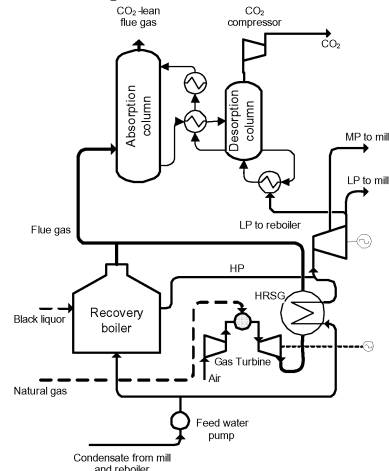 CO2-lean
flue gas
CO2
compressor
CO2
Absorption
column
Desorption
column
MP to mill
LP to mill
LP to reboiler
Flue gas
HP
HRSG
Black liquor
Recovery
boiler
Gas Turbine
Natural gas
Air
Feed water
pump
Condensate from mill
and reboiler